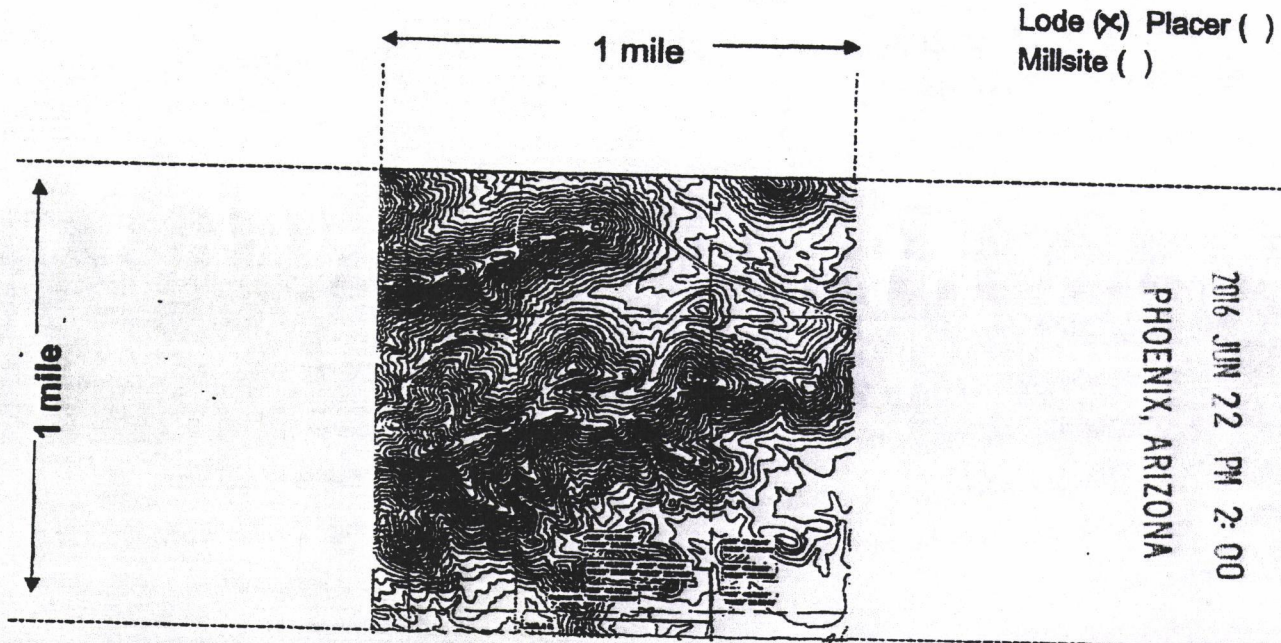 Lode (X) Placer ( )
Millsite ( )
1 mile
1 mile
2016 JUN 22 PM 2:00
PHOENIX, ARIZONA